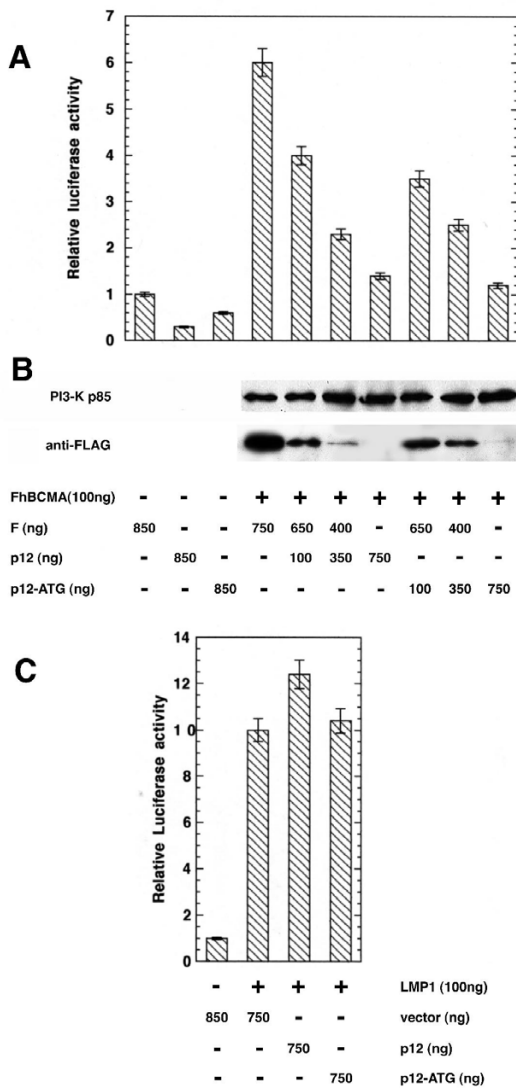 A
Relative luciferase activity
7
6
5
4
3
2
1
0
B
PI3-K p85
anti-FLAG
FhBCMA(100ng) - - - + + + + + + +
F (ng) 850 - - 750 650 400 - 650 400 -
p12 (ng) - 850 - - 100 350 750 - - -
p12-ATG (ng) - - 850 - - - - 100 350 750
C
Relative Luciferase activity
14
12
10
8
6
4
2
0
- + + + LMP1 (100ng)
850 750 - - vector (ng)
- - 750 - p12 (ng)
- - - 750 p12-ATG (ng)